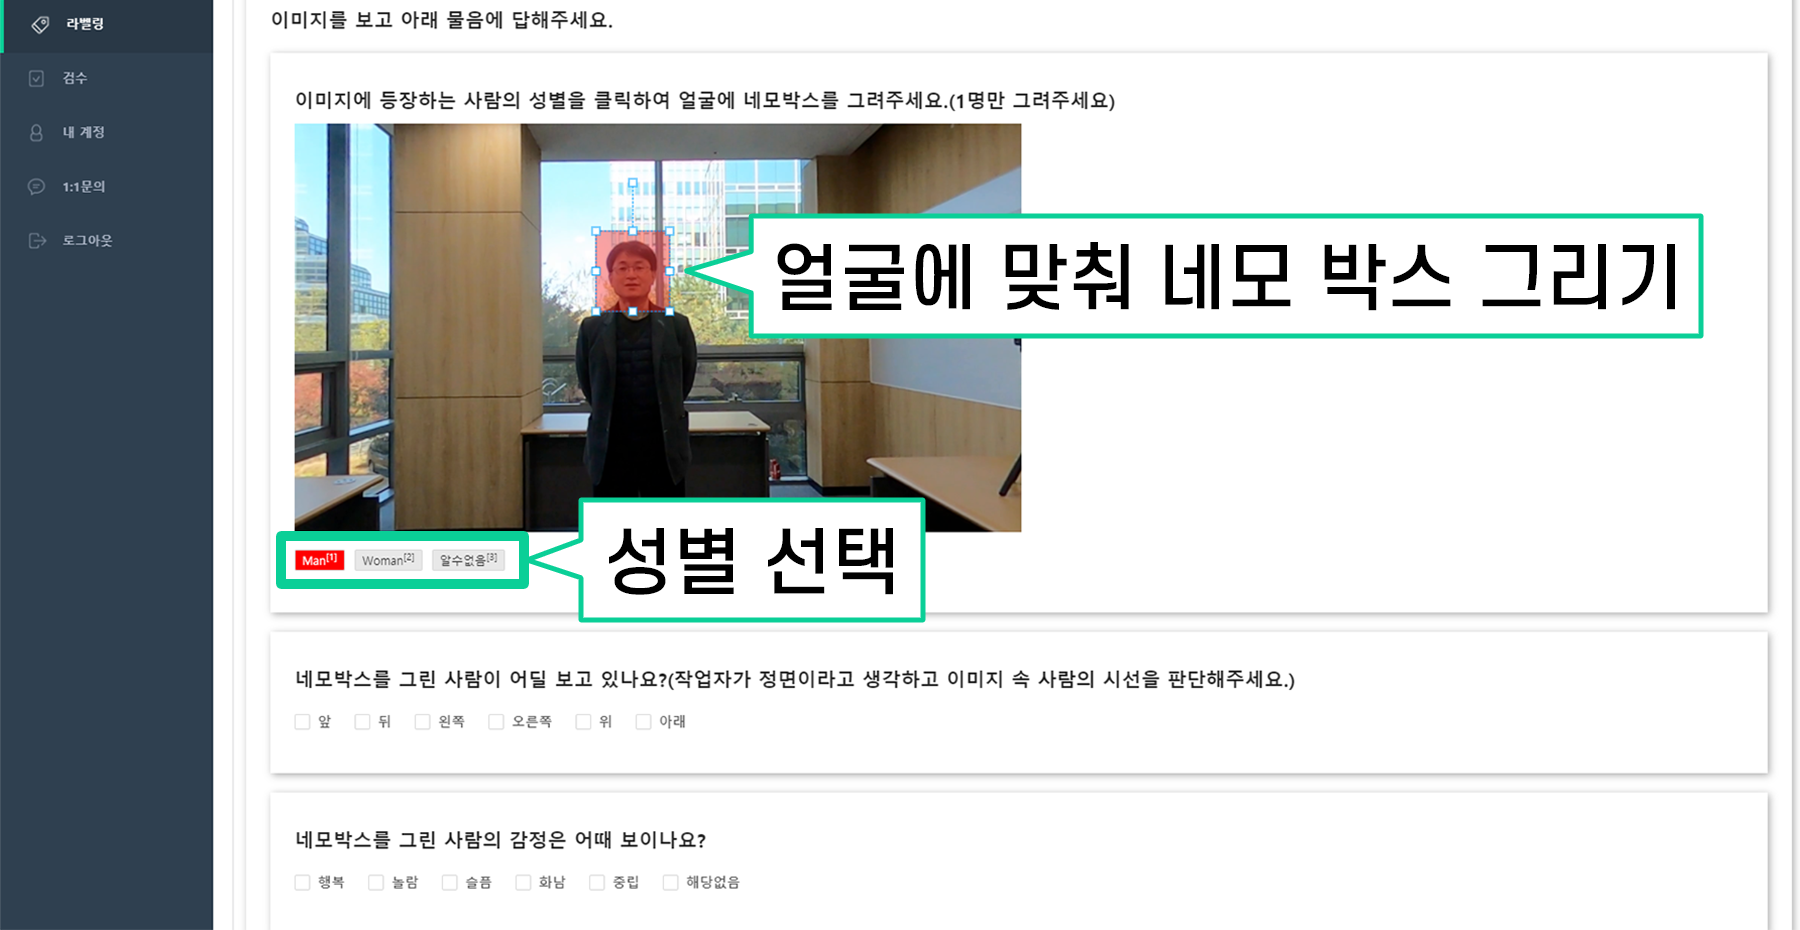 라벨링
검수
내 계정
1:1문의
로그아웃
이미지를 보고 아래 물음에 답해주세요.
이미지에 등장하는 사람의 성별을 클릭하여 얼굴에 네모박스를 그려주세요.(1명만 그려주세요)
얼굴에 맞춰 네모 박스 그리기
Man[1] Woman[2] 알수없음[3]
성별 선택
네모박스를 그린 사람이 어딜 보고 있나요?(작업자가 정면이라고 생각하고 이미지 속 사람의 시선을 판단해주세요.)
앞 뒤 왼쪽 오른쪽 위 아래
네모박스를 그린 사람의 감정은 어때 보이나요?
행복 놀람 슬픔 화남 중립 해당없음